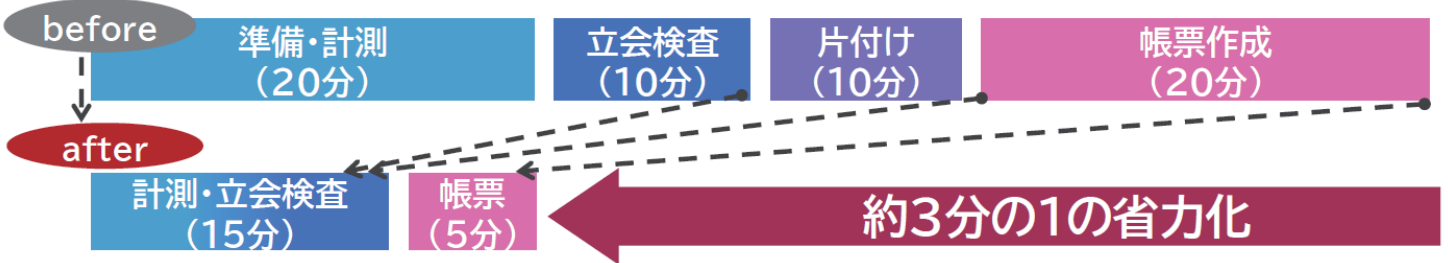 before
準備・計測
（20分）
立会検査
（10分）
片付け
（10分）
帳票作成
（20分）
after
計測・立会検査
（15分）
帳票
（5分）
約3分の1の省力化